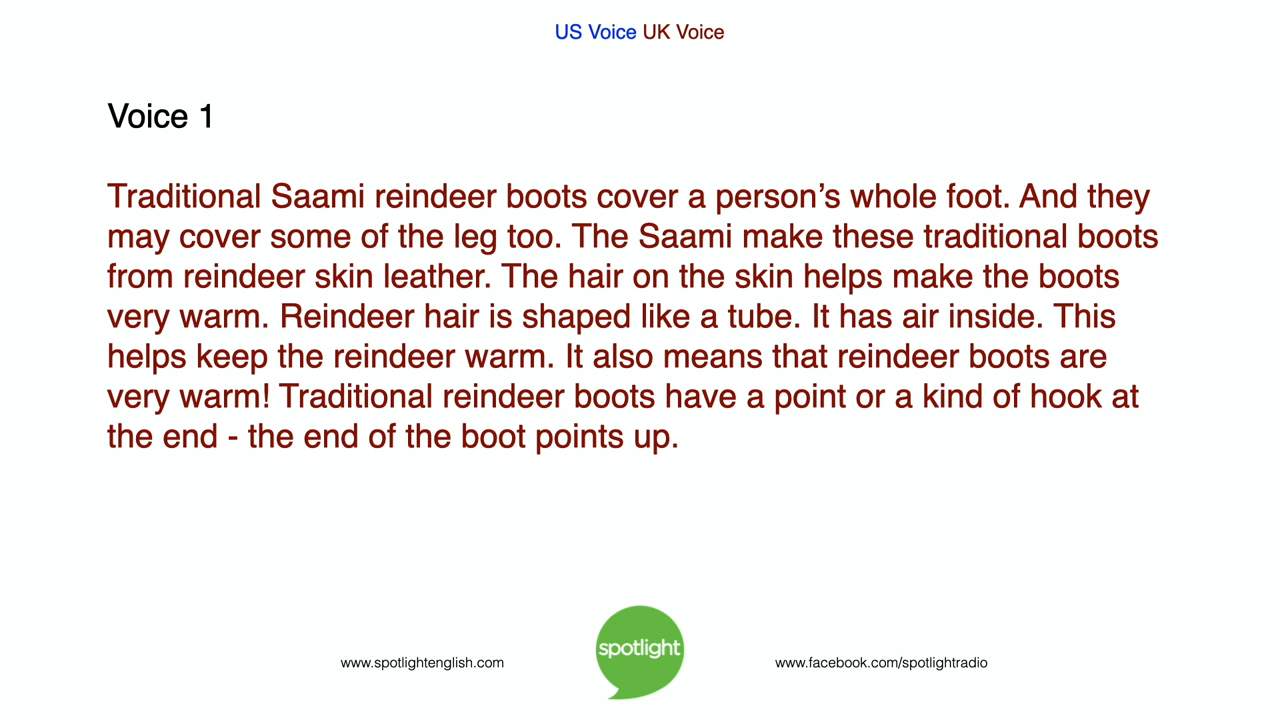 US Voice UK Voice
Voice 1
Traditional Saami reindeer boots cover a person’s whole foot. And they
may cover some of the leg too. The Saami make these traditional boots
from reindeer skin leather. The hair on the skin helps make the boots
very warm. Reindeer hair is shaped like a tube. It has air inside. This
helps keep the reindeer warm. It also means that reindeer boots are
very warm! Traditional reindeer boots have a point or a kind of hook at
the end - the end of the boot points up.
www.spotlightenglish.com
spotlight
www.facebook.com/spotlightradio